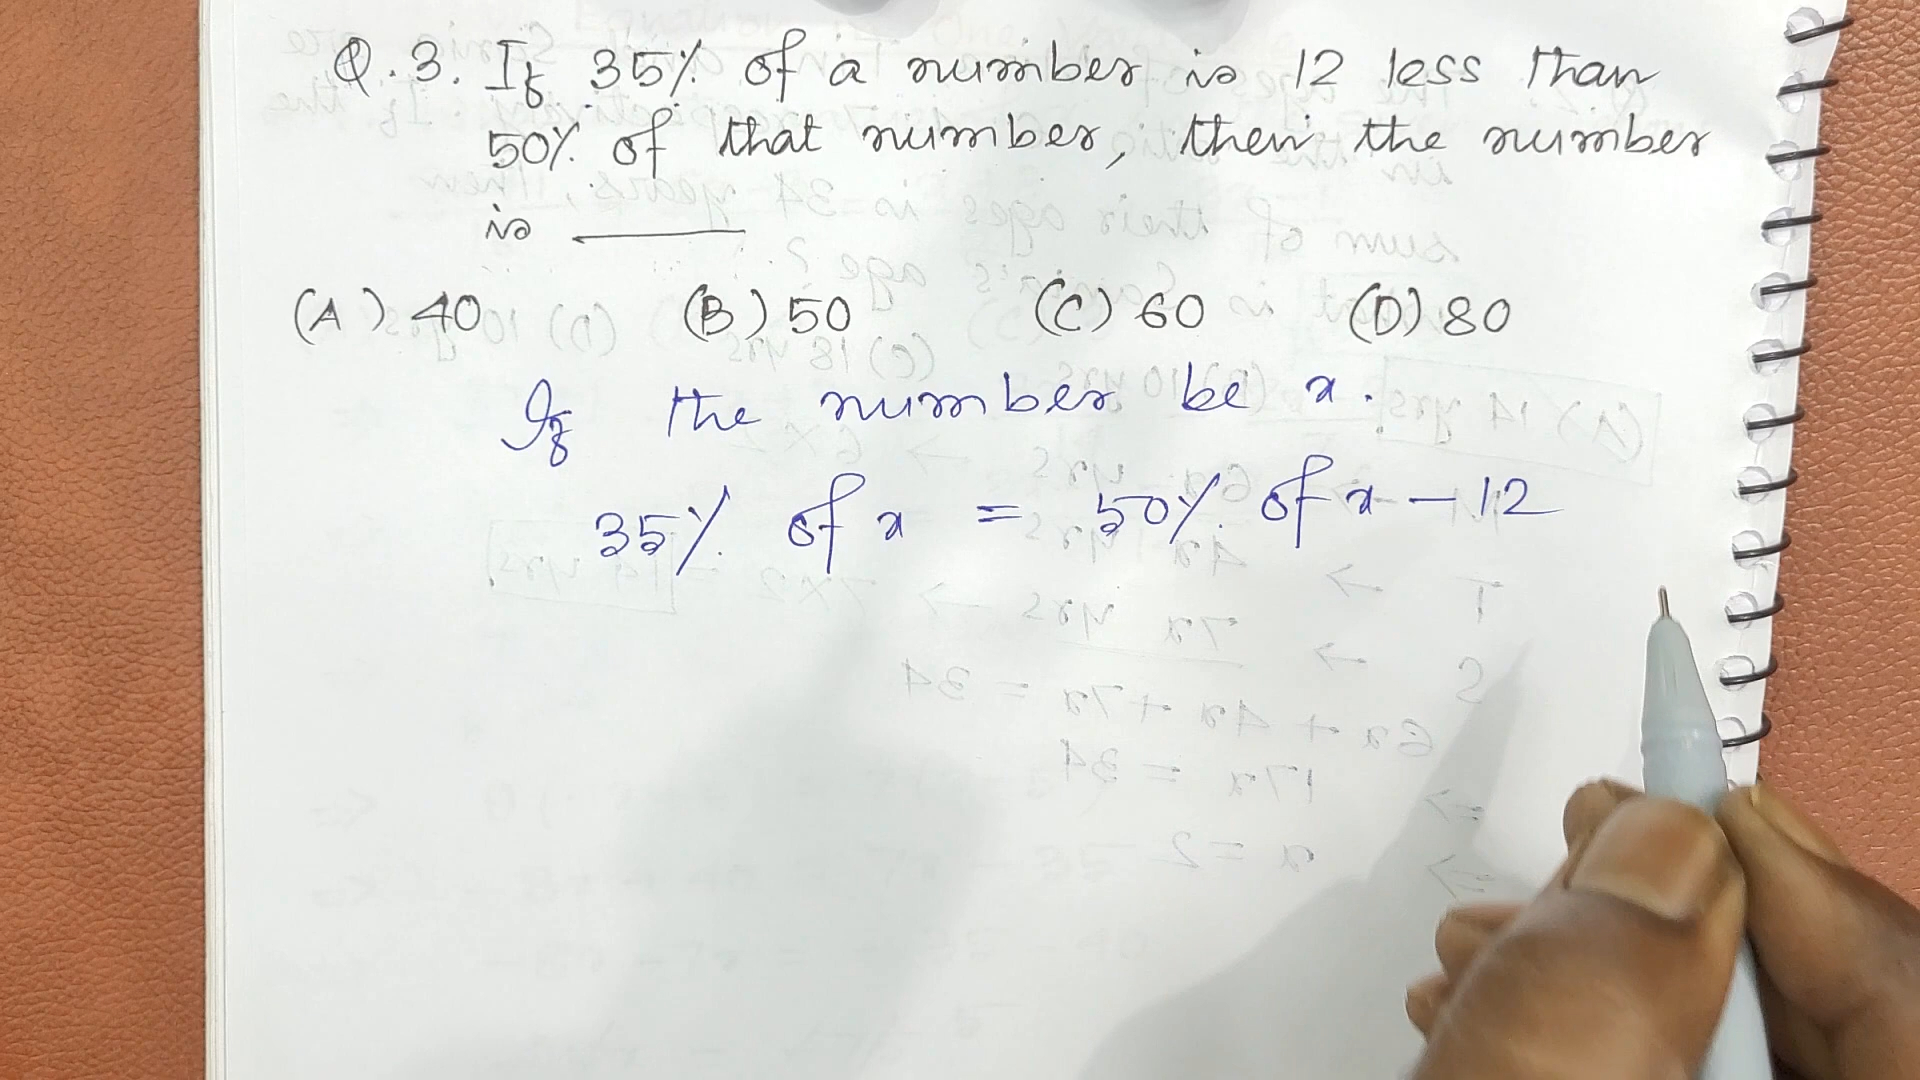 Q.3. If 35% of a number is 12 less than
50% of that number, then the number
is ______
(A) 40 (B) 50 (C) 60 (D) 80
If the number be x.
35% of x = 50% of x - 12